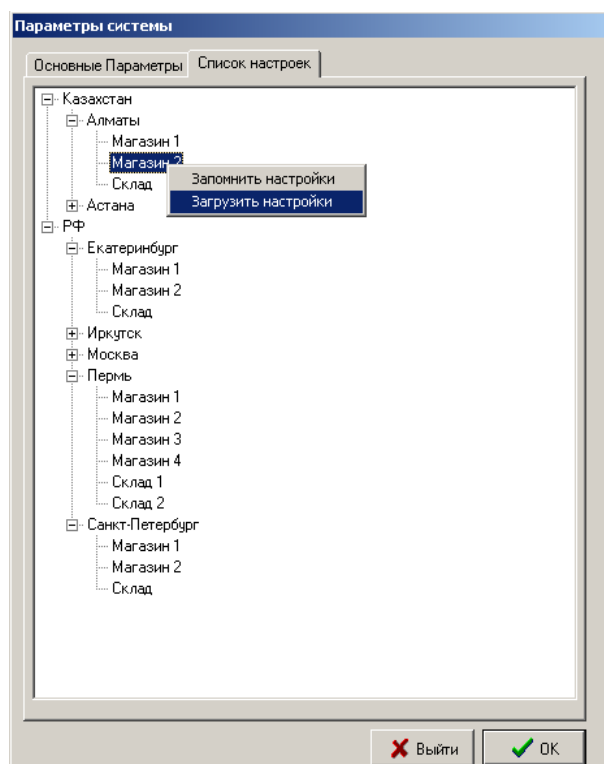 Параметры системы
Основные Параметры Список настроек
Казахстан
Алматы
Магазин 1
Магазин 2
Запомнить настройки
Склад
Загрузить настройки
Астана
РФ
Екатеринбург
Магазин 1
Магазин 2
Склад
Иркутск
Москва
Пермь
Магазин 1
Магазин 2
Магазин 3
Магазин 4
Склад 1
Склад 2
Санкт-Петербург
Магазин 1
Магазин 2
Склад
Выйти OK